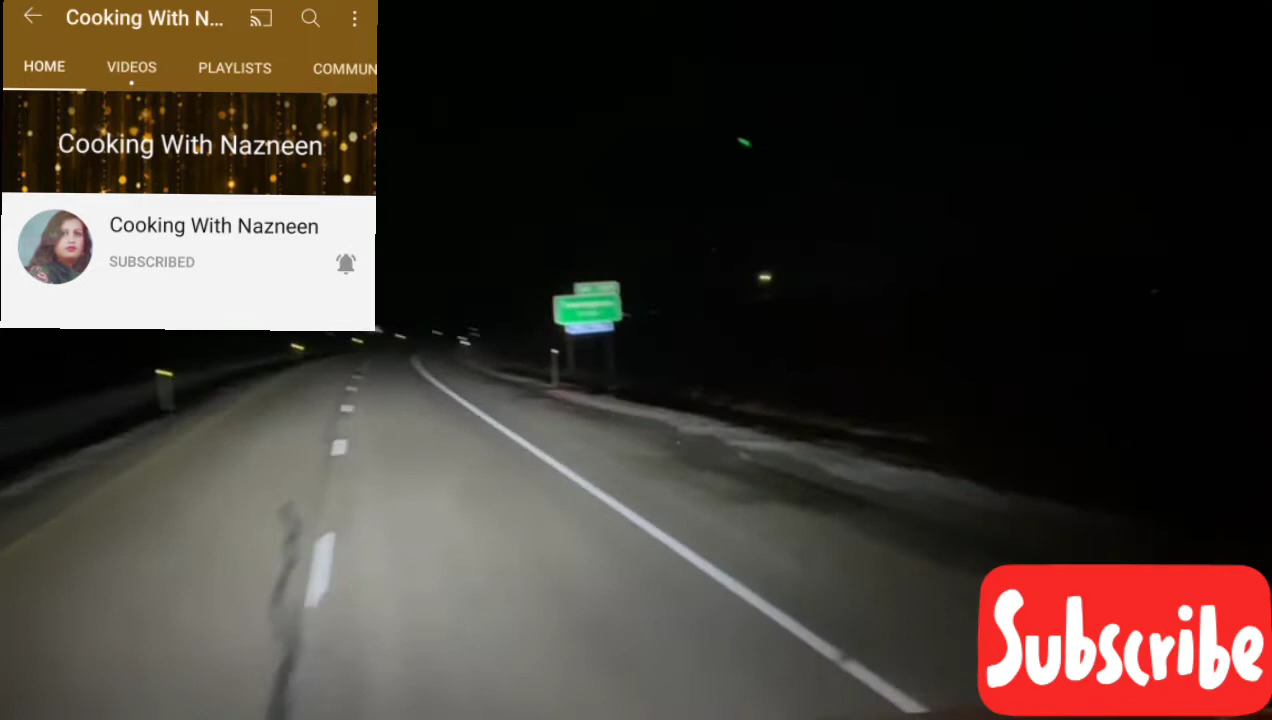 Cooking With N...
HOME VIDEOS PLAYLISTS COMMUN
Cooking With Nazneen
Cooking With Nazneen
SUBSCRIBED
Subscribe